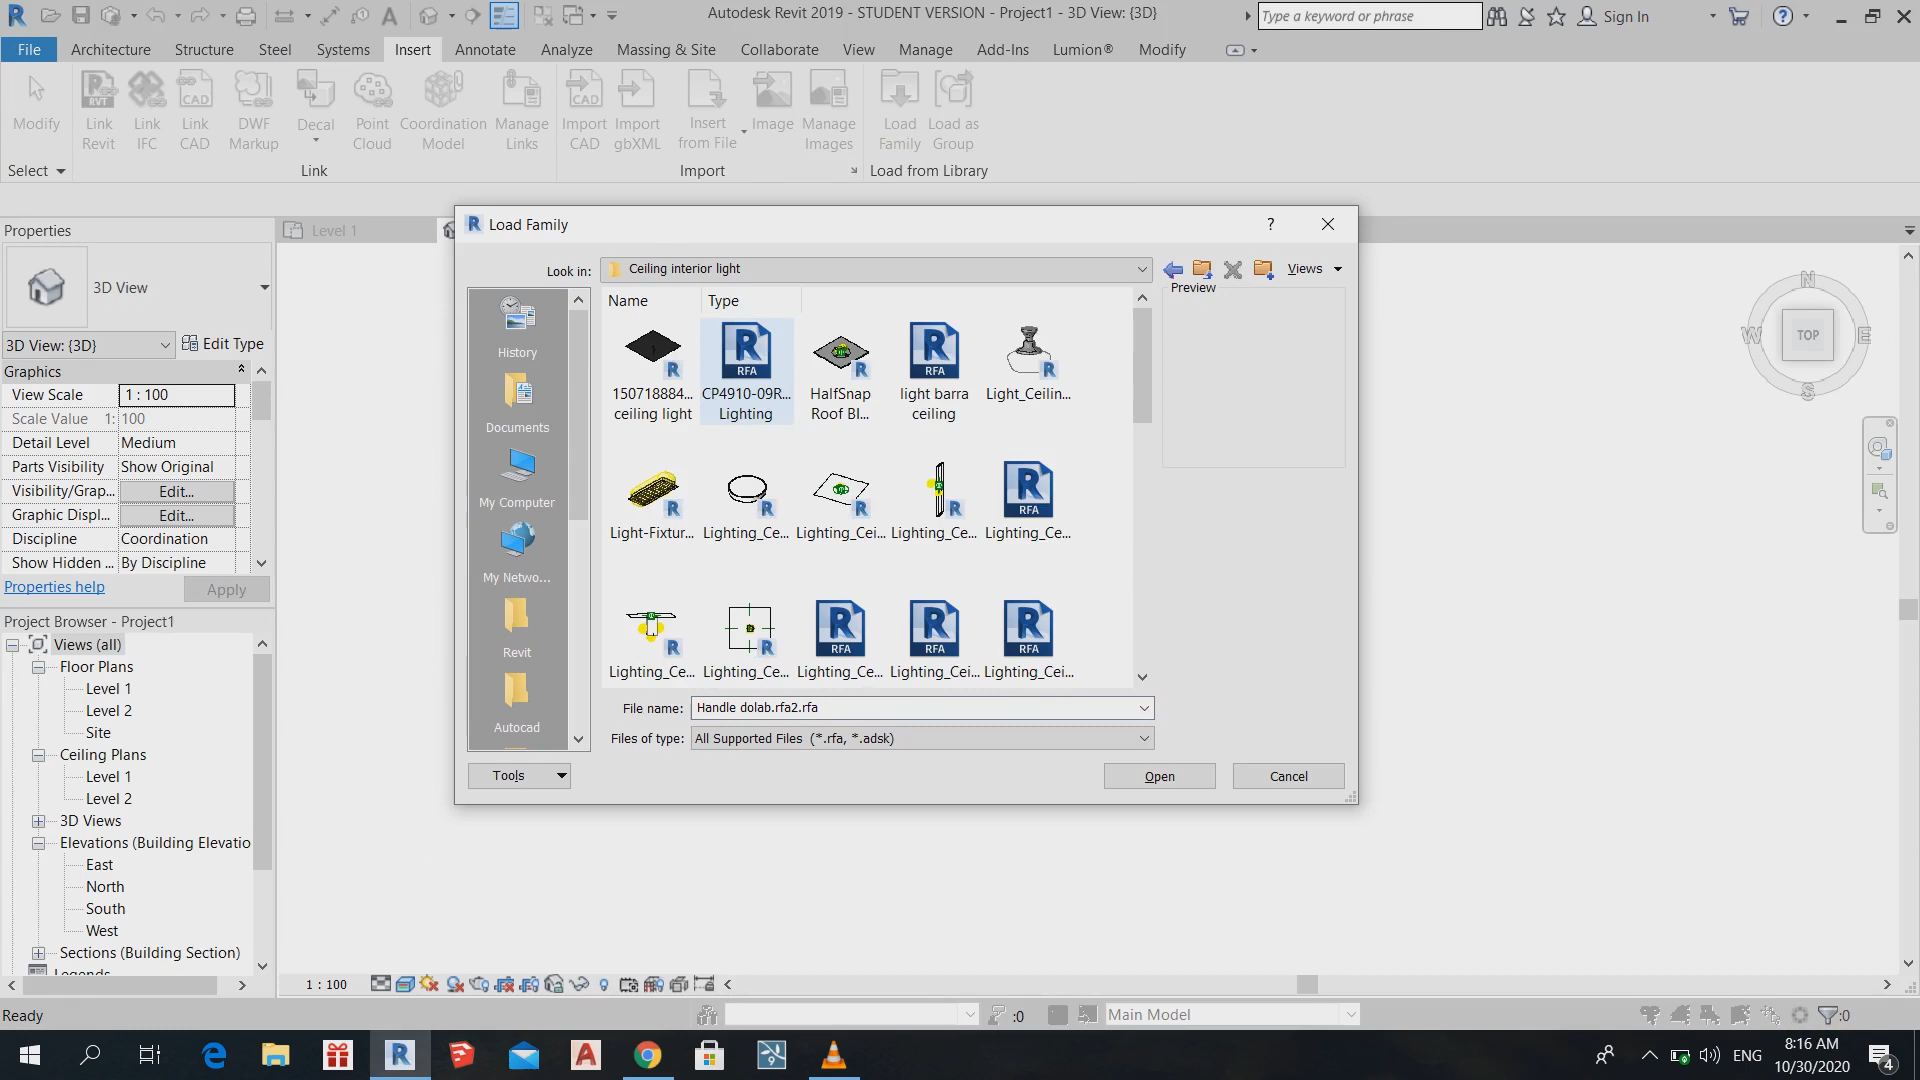 Autodesk Revit 2019 - STUDENT VERSION - Project1 - 3D View: {3D}
Type a keyword or phrase
Sign In
File Architecture Structure Steel Systems Insert Annotate Analyze Massing & Site Collaborate View Manage Add-Ins Lumion® Modify
Modify
Link Revit
Link IFC
Link CAD
DWF Markup
Decal
Point Cloud
Coordination Model
Manage Links
Import CAD
Import gbXML
Insert from File
Image
Manage Images
Load Family
Load as Group
Select
Link
Import
Load from Library
Properties
Level 1
3D View
3D View: {3D}
Edit Type
Graphics
View Scale 1 : 100
Scale Value 1: 100
Detail Level Medium
Parts Visibility Show Original
Visibility/Grap... Edit...
Graphic Displ... Edit...
Discipline Coordination
Show Hidden ... By Discipline
Properties help
Apply
Project Browser - Project1
Views (all)
Floor Plans
Level 1
Level 2
Site
Ceiling Plans
Level 1
Level 2
3D Views
Elevations (Building Elevatio
East
North
South
West
Sections (Building Section)
Legends
Load Family
?
Look in: Ceiling interior light
Views
Preview
History
Documents
My Computer
My Netwo...
Revit
Autocad
Name Type
150718884... ceiling light
CP4910-09R... Lighting
HalfSnap Roof Bl...
light barra ceiling
Light_Ceilin...
Light-Fixtur...
Lighting_Ce...
Lighting_Cei...
Lighting_Ce...
Lighting_Ce...
Lighting_Ce...
Lighting_Ce...
Lighting_Ce...
Lighting_Cei...
Lighting_Cei...
File name: Handle dolab.rfa2.rfa
Files of type: All Supported Files (*.rfa, *.adsk)
Tools
Open
Cancel
N
W TOP E
S
1 : 100
Ready
:0
Main Model
:0
ENG
8:16 AM
10/30/2020
4